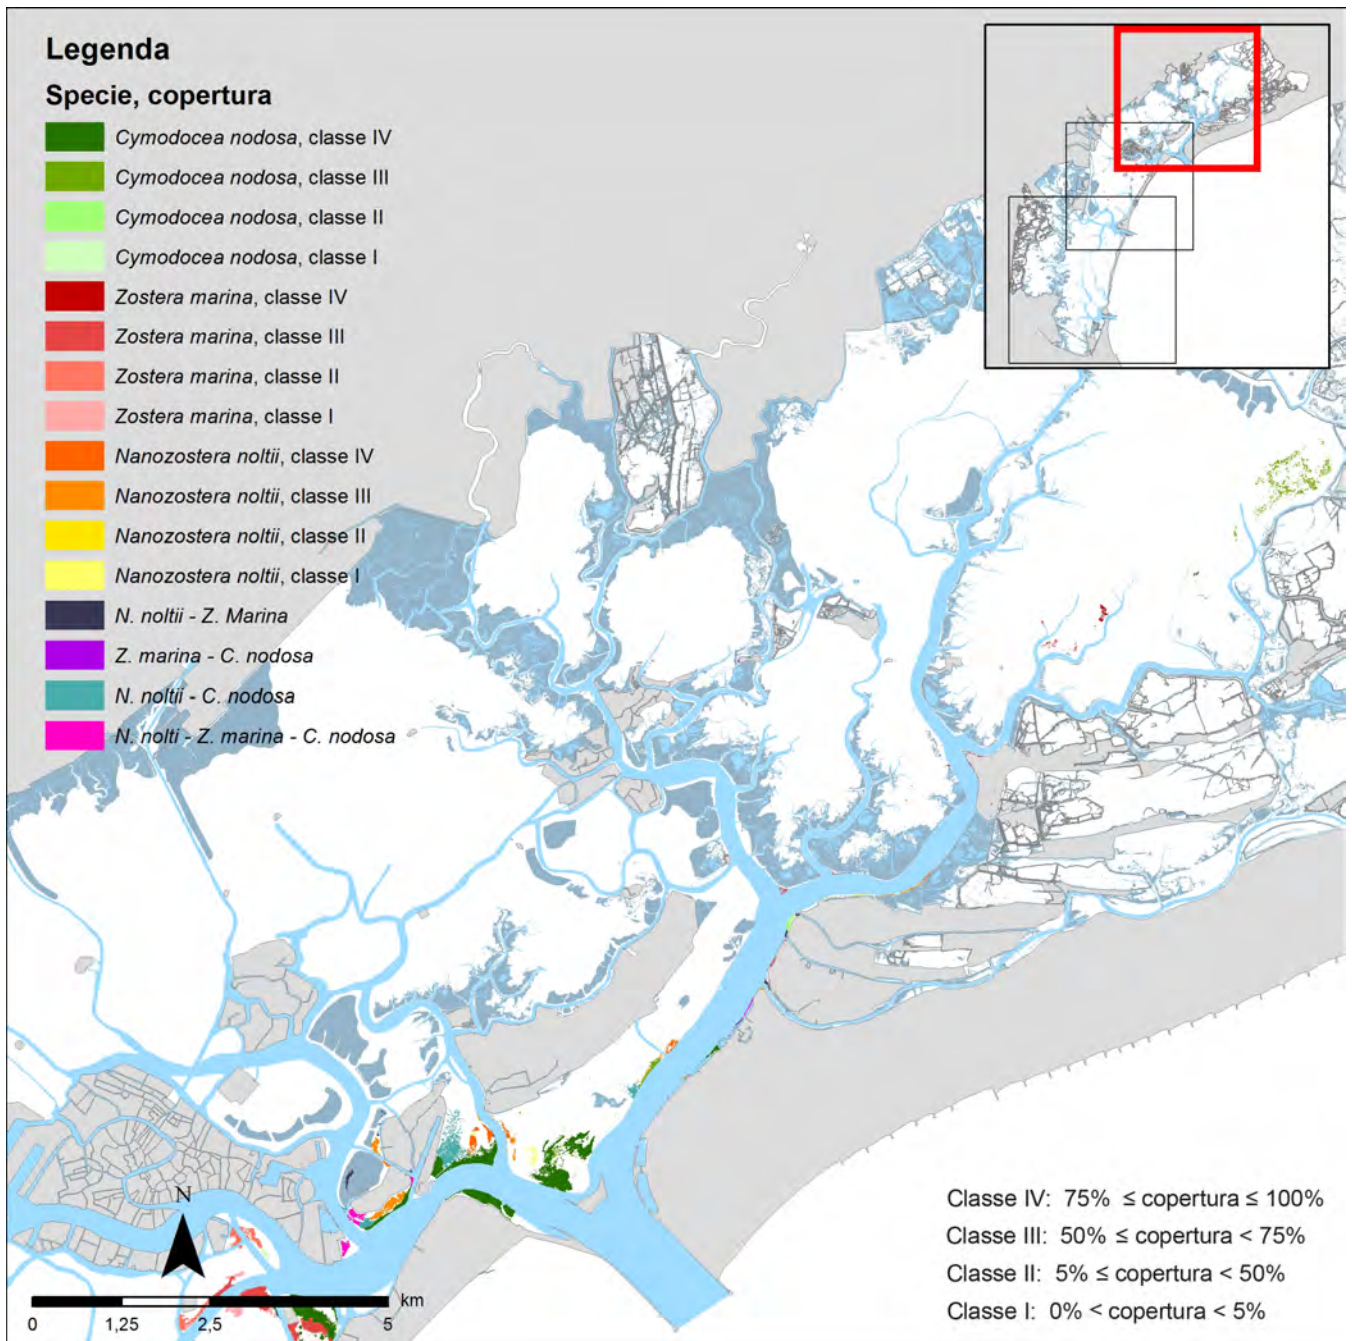 Legenda
Specie, copertura
Cymodocea nodosa, classe IV
Cymodocea nodosa, classe III
Cymodocea nodosa, classe II
Cymodocea nodosa, classe I
Zostera marina, classe IV
Zostera marina, classe III
Zostera marina, classe II
Zostera marina, classe I
Nanozostera noltii, classe IV
Nanozostera noltii, classe III
Nanozostera noltii, classe II
Nanozostera noltii, classe I
N. noltii - Z. Marina
Z. marina - C. nodosa
N. noltii - C. nodosa
N. nolti - Z. marina - C. nodosa
N
km
0 1,25 2,5 5
Classe IV: 75% ≤ copertura ≤ 100%
Classe III: 50% ≤ copertura < 75%
Classe II: 5% ≤ copertura < 50%
Classe I: 0% < copertura < 5%